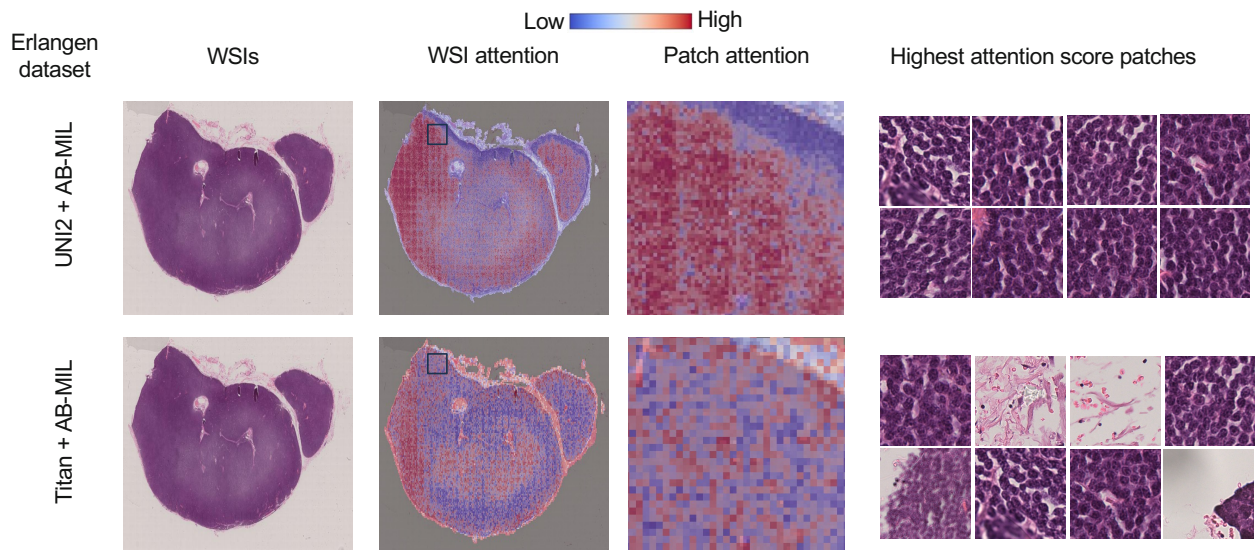 Low High
Erlangen
dataset
WSIs
WSI attention
Patch attention
Highest attention score patches
UNI2 + AB-MIL
Titan + AB-MIL